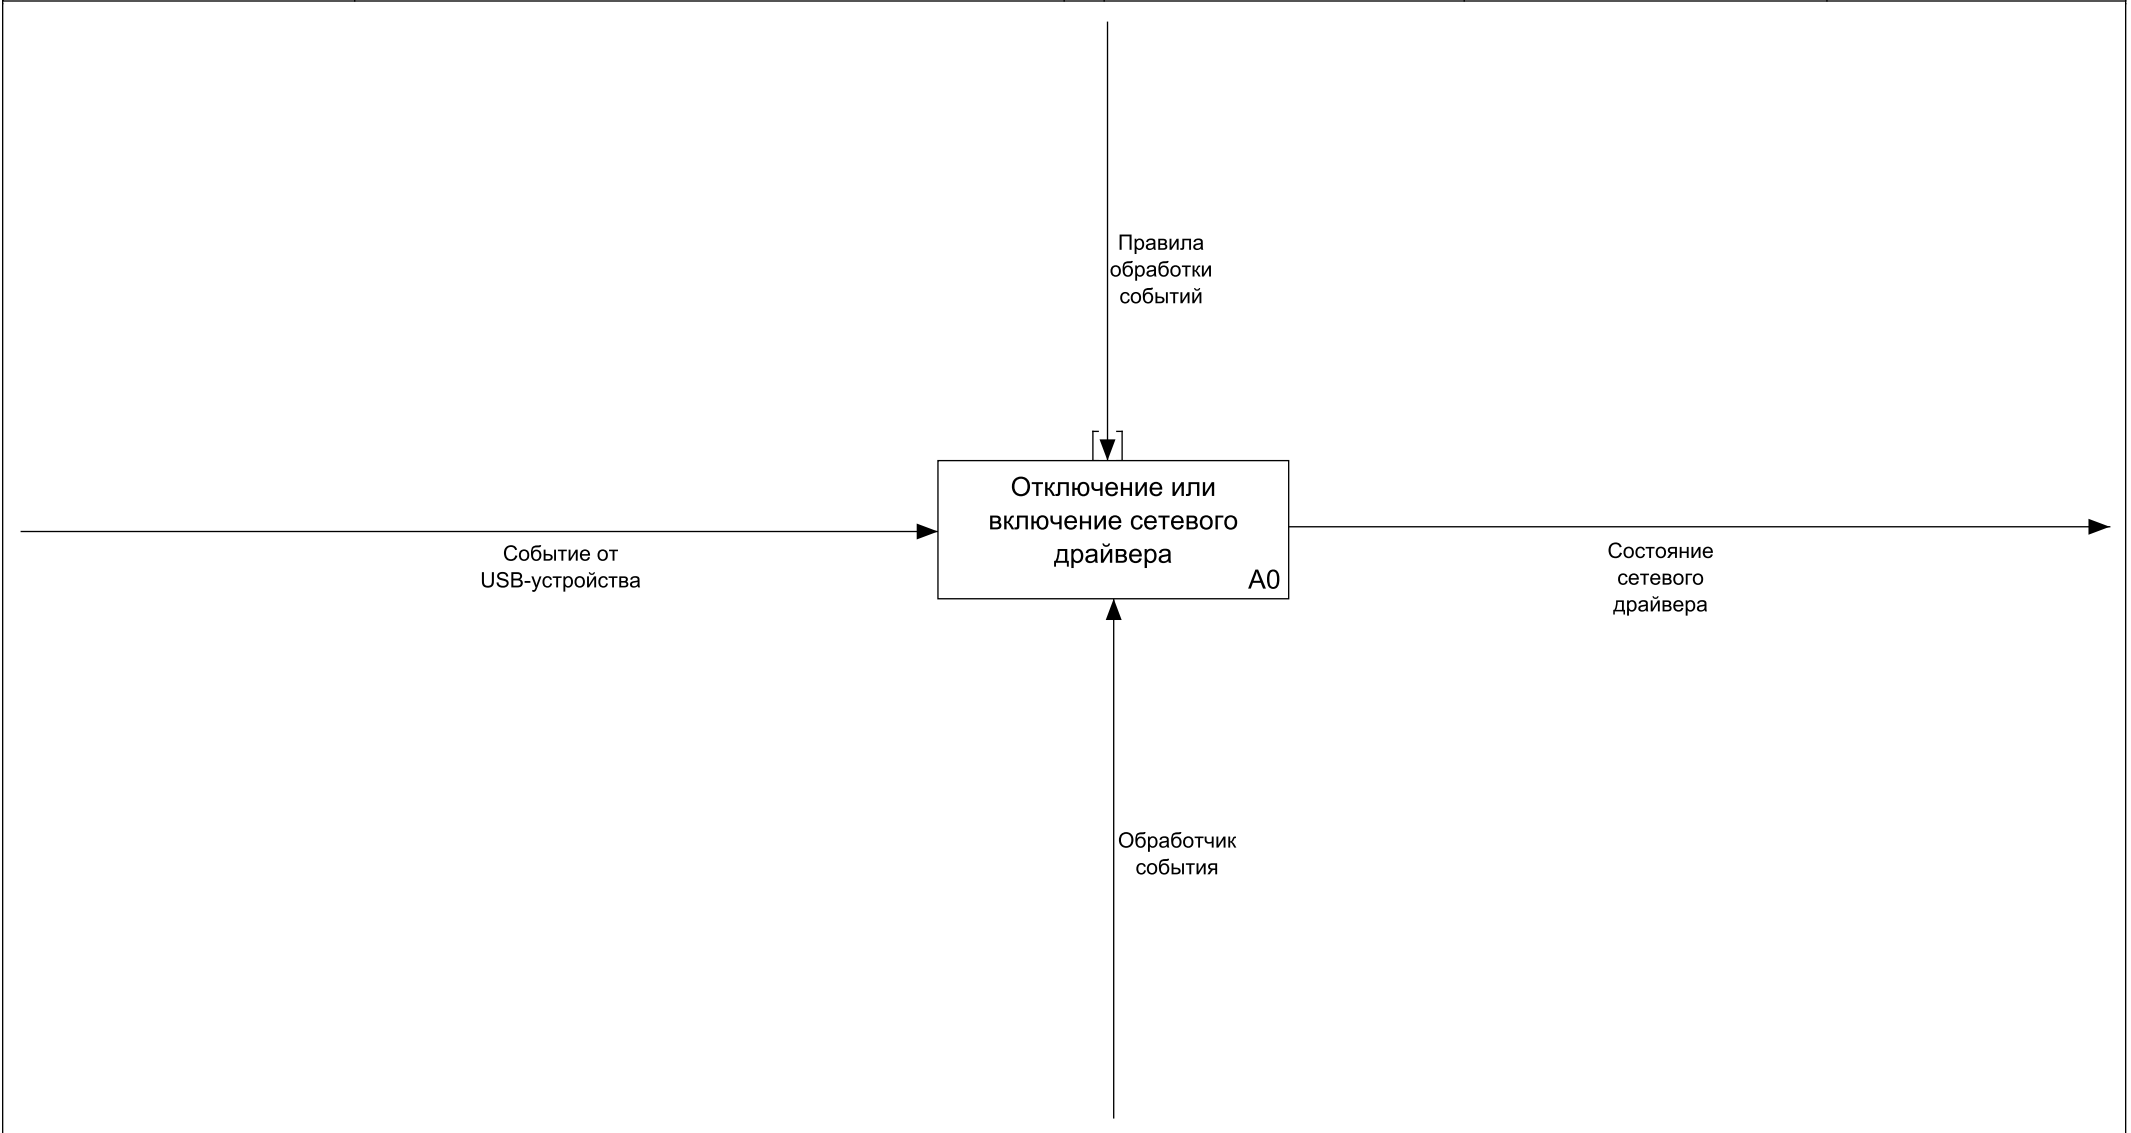 Правила
обработки
событий
Отключение или
включение сетевого
драйвера
A0
Событие от
USB-устройства
Состояние
сетевого
драйвера
Обработчик
события